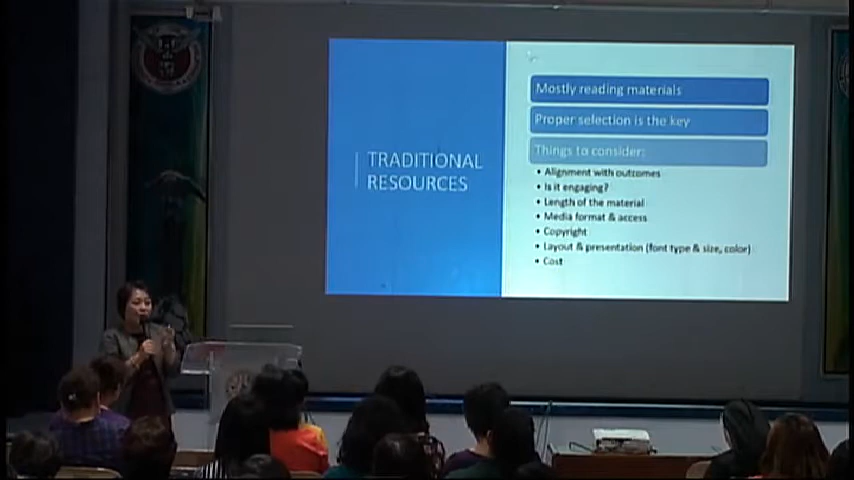 TRADITIONAL
RESOURCES
Mostly reading materials
Proper selection is the key
Things to consider:
• Alignment with outcomes
• Is it engaging?
• Length of the material
• Media format & access
• Copyright
• Layout & presentation (font type & size, color)
• Cost